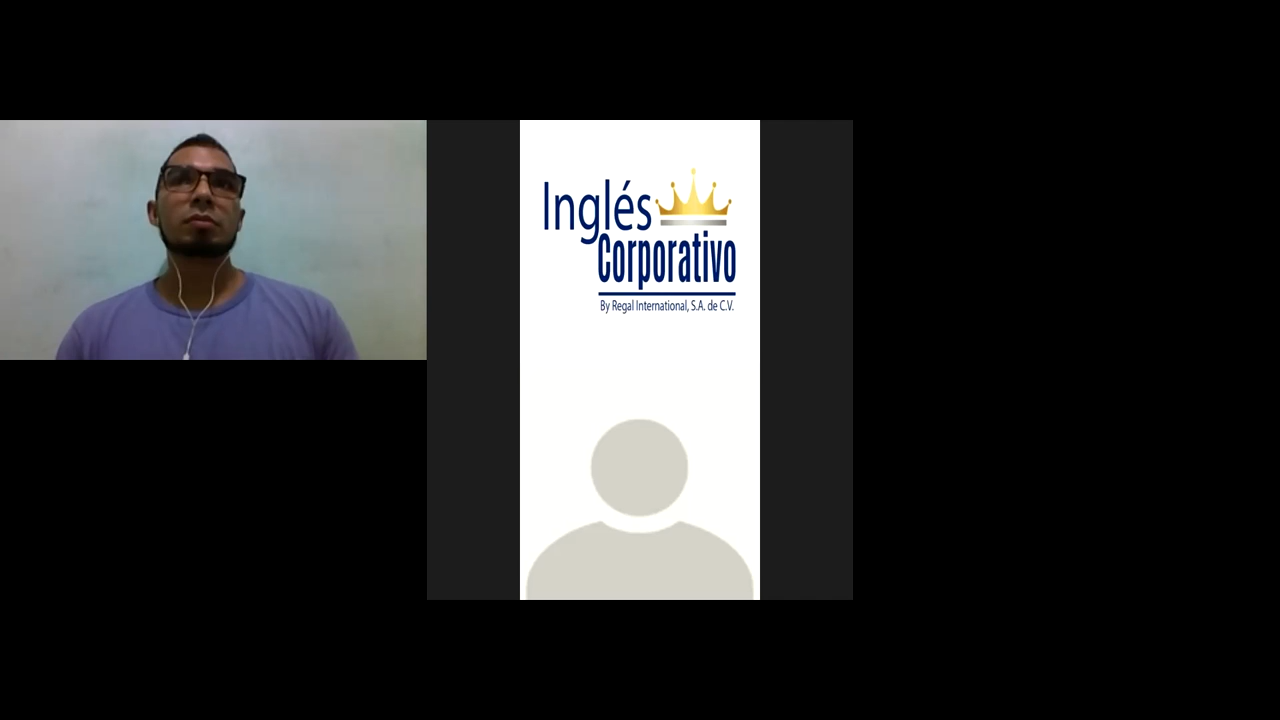 Inglés
Corporativo
By Regal International, S.A. de C.V.